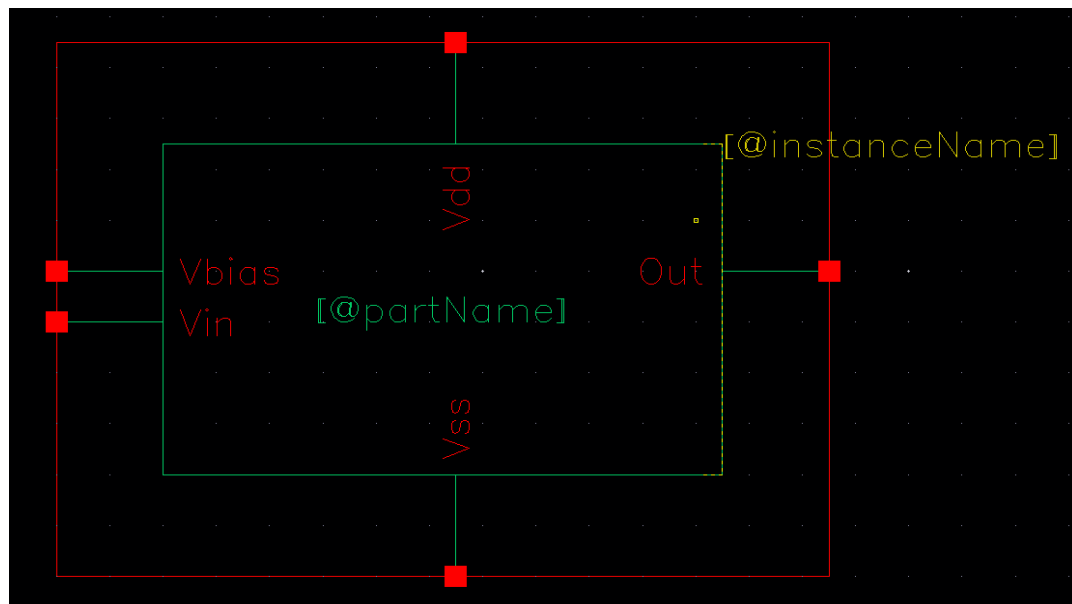 [@instanceName]
Vdd
Vbias
Out
[@partName]
Vin
Vss